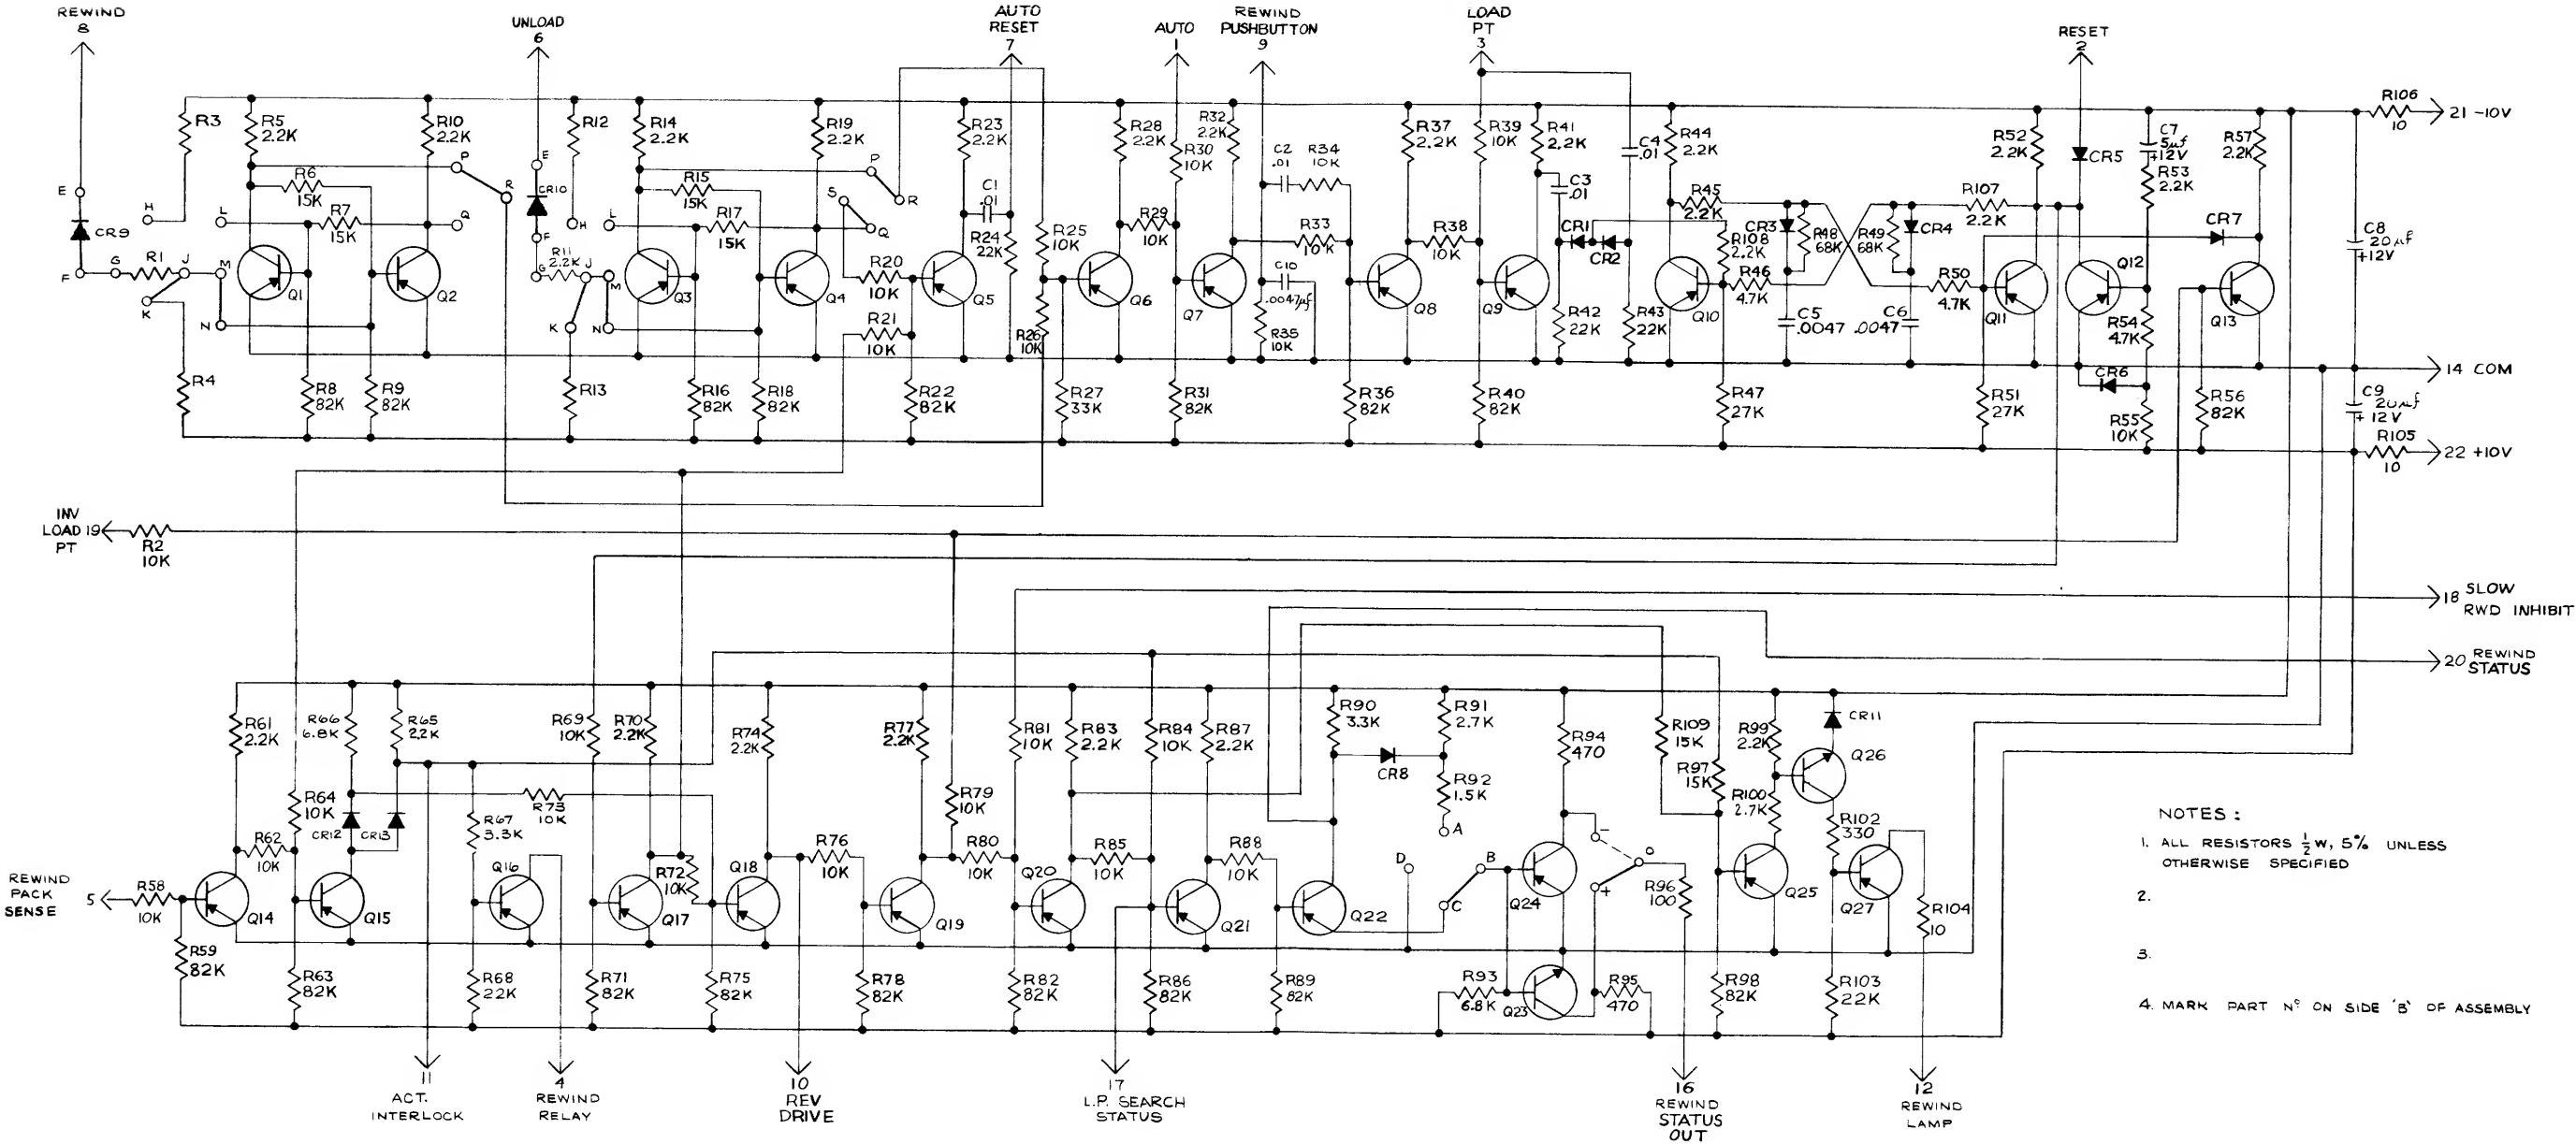 REWIND
8
UNLOAD
6
AUTO
RESET
7
AUTO
1
REWIND
PUSHBUTTON
9
LOAD
PT
3
RESET
2
R106
10
21 -10V
R3
R5
2.2K
R10
2.2K
R12
R14
2.2K
R19
2.2K
R23
2.2K
R28
2.2K
R30
10K
R32
2.2K
C2
.01
R34
10K
R37
2.2K
R39
10K
R41
2.2K
C4
.01
R44
2.2K
R52
2.2K
CR5
C7
5µf
+12V
R53
2.2K
R57
2.2K
E
H
CR9
F
G
R1
J
K
L
M
N
R6
15K
R7
15K
P
Q
R
Q1
Q2
E
CR10
F
G
R11
2.2K
J
H
K
L
M
N
R15
15K
R17
15K
P
S
Q
R
Q3
Q4
R20
10K
R21
10K
Q5
C1
.01
R24
22K
R25
10K
R26
10K
Q6
R29
10K
Q7
R33
10K
C10
.0047µf
R35
10K
Q8
R38
10K
Q9
C3
.01
CR1
CR2
R42
22K
R43
22K
R45
2.2K
R108
2.2K
R46
4.7K
Q10
CR3
R48
68K
R49
68K
CR4
R107
2.2K
R50
4.7K
C5
.0047
C6
.0047
Q11
Q12
R54
4.7K
CR6
CR7
Q13
C8
20µf
+12V
14 COM
R4
R8
82K
R9
82K
R13
R16
82K
R18
82K
R22
82K
R27
33K
R31
82K
R36
82K
R40
82K
R47
27K
R51
27K
R55
10K
R56
82K
C9
20µf
+12V
R105
10
22 +10V
INV
LOAD 19
PT
R2
10K
18 SLOW
RWD INHIBIT
20 REWIND
STATUS
R61
2.2K
R66
6.8K
R65
2.2K
R69
10K
R70
2.2K
R74
2.2K
R77
2.2K
R81
10K
R83
2.2K
R84
10K
R87
2.2K
R90
3.3K
R91
2.7K
CR8
R92
1.5K
A
R94
470
R109
15K
R97
15K
R99
2.2K
CR11
Q26
R64
10K
CR12
CR13
R62
10K
R67
3.3K
R73
10K
R79
10K
R100
2.7K
R102
330
REWIND
PACK
SENSE
5
R58
10K
Q14
Q15
Q16
Q17
R72
10K
Q18
R76
10K
Q19
R80
10K
Q20
R85
10K
Q21
R88
10K
Q22
D
C
B
Q24
-
O
+
R96
100
Q25
Q27
R104
10
R59
82K
R63
82K
R68
22K
R71
82K
R75
82K
R78
82K
R82
82K
R86
82K
R89
82K
R93
6.8K
Q23
R95
470
R98
82K
R103
22K
11
ACT.
INTERLOCK
4
REWIND
RELAY
10
REV
DRIVE
17
L.P. SEARCH
STATUS
16
REWIND
STATUS
OUT
12
REWIND
LAMP
NOTES :
1. ALL RESISTORS ½ W, 5% UNLESS
OTHERWISE SPECIFIED
2.
3.
4. MARK PART Nº ON SIDE 'B' OF ASSEMBLY